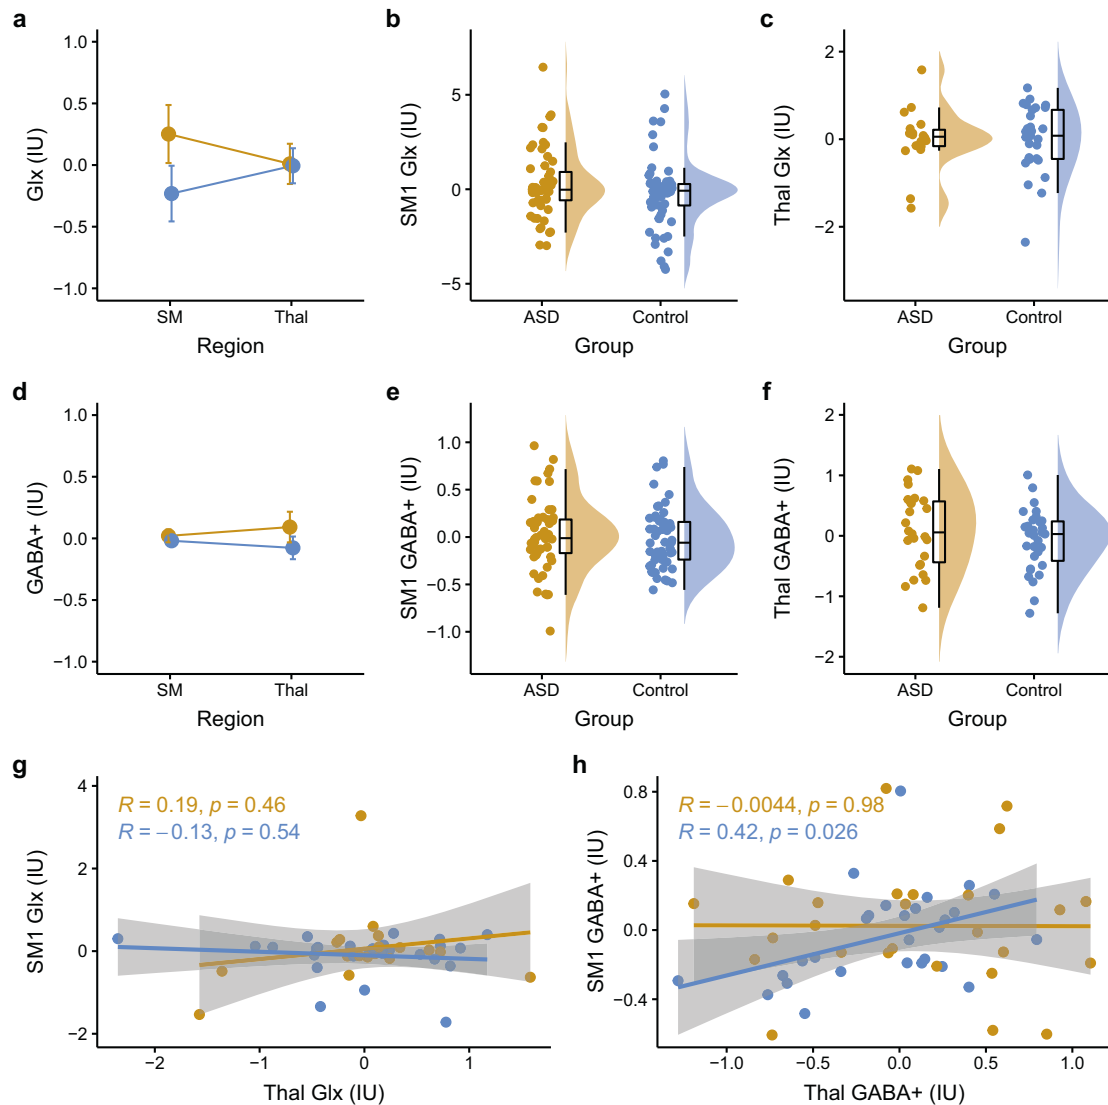 a
1.0
0.5
0.0
−0.5
−1.0
Glx (IU)
SM Thal
Region
b
5
0
−5
SM1 Glx (IU)
ASD Control
Group
c
2
0
−2
Thal Glx (IU)
ASD Control
Group
d
1.0
0.5
0.0
−0.5
−1.0
GABA+ (IU)
SM Thal
Region
e
1.0
0.5
0.0
−0.5
−1.0
SM1 GABA+ (IU)
ASD Control
Group
f
2
1
0
−1
−2
Thal GABA+ (IU)
ASD Control
Group
g
4
2
0
−2
SM1 Glx (IU)
R = 0.19, p = 0.46
R = −0.13, p = 0.54
−2 −1 0 1
Thal Glx (IU)
h
0.8
0.4
0.0
−0.4
SM1 GABA+ (IU)
R = −0.0044, p = 0.98
R = 0.42, p = 0.026
−1.0 −0.5 0.0 0.5 1.0
Thal GABA+ (IU)